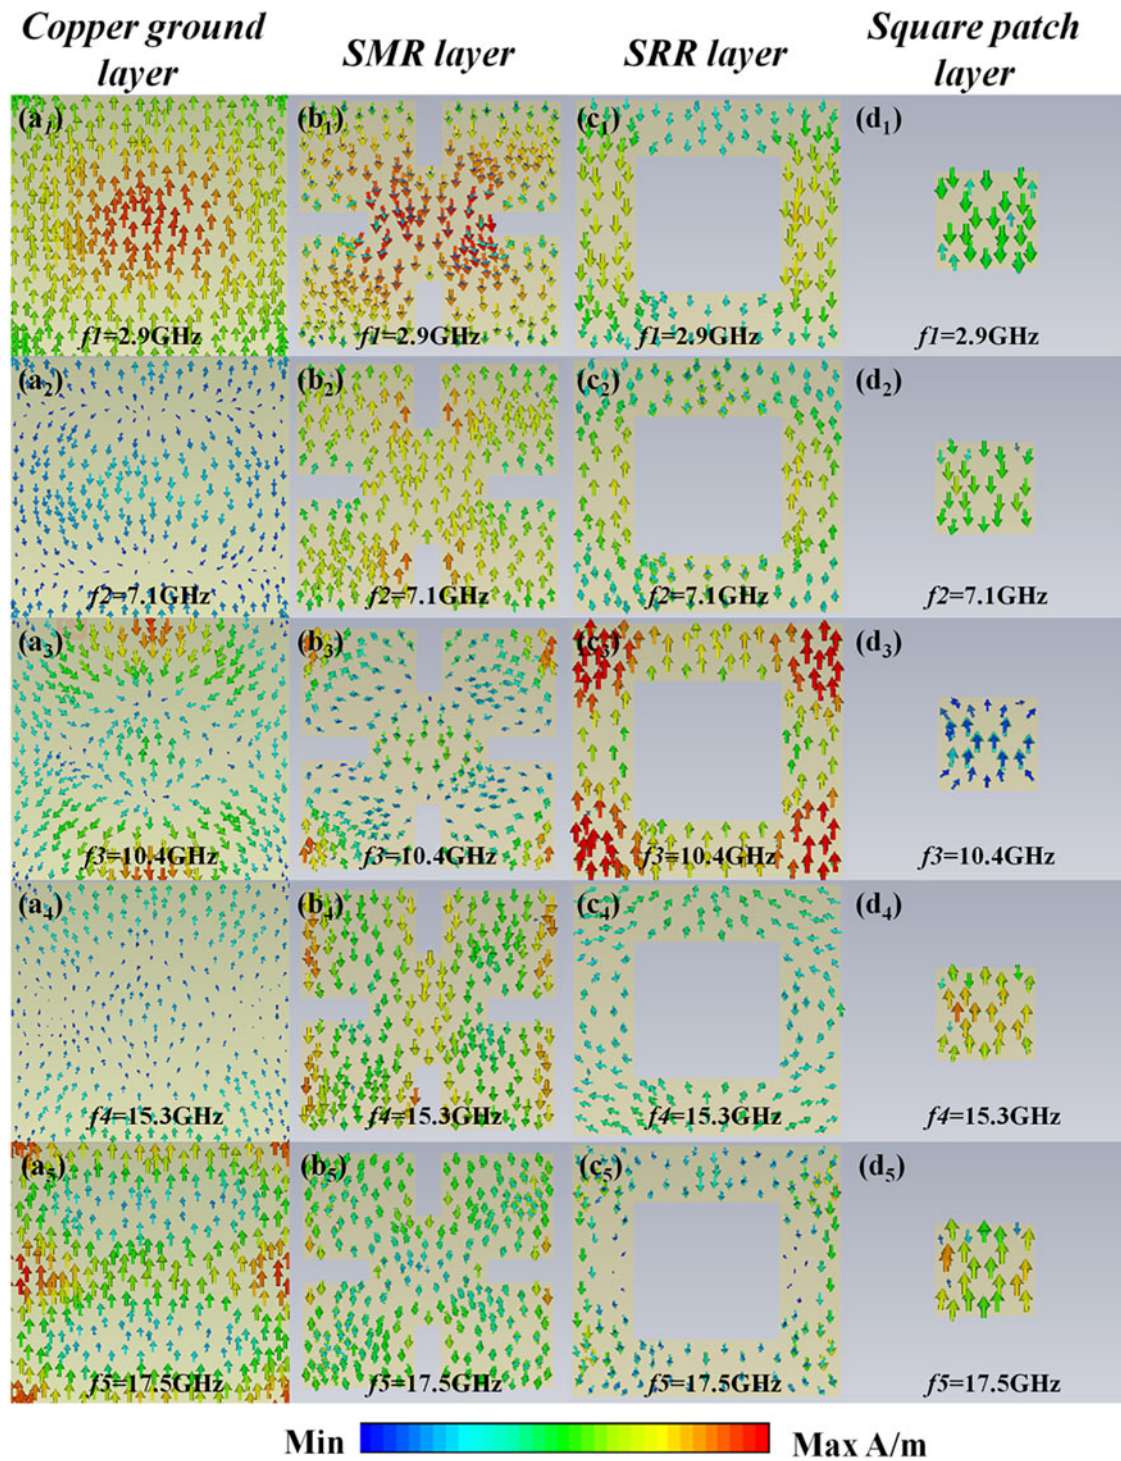 Copper ground layer
SMR layer
SRR layer
Square patch layer
(a1)
(b1)
(c1)
(d1)
f1=2.9GHz
f1=2.9GHz
f1=2.9GHz
f1=2.9GHz
(a2)
(b2)
(c2)
(d2)
f2=7.1GHz
f2=7.1GHz
f2=7.1GHz
f2=7.1GHz
(a3)
(b3)
(c3)
(d3)
f3=10.4GHz
f3=10.4GHz
f3=10.4GHz
f3=10.4GHz
(a4)
(b4)
(c4)
(d4)
f4=15.3GHz
f4=15.3GHz
f4=15.3GHz
f4=15.3GHz
(a5)
(b5)
(c5)
(d5)
f5=17.5GHz
f5=17.5GHz
f5=17.5GHz
f5=17.5GHz
Min
Max A/m